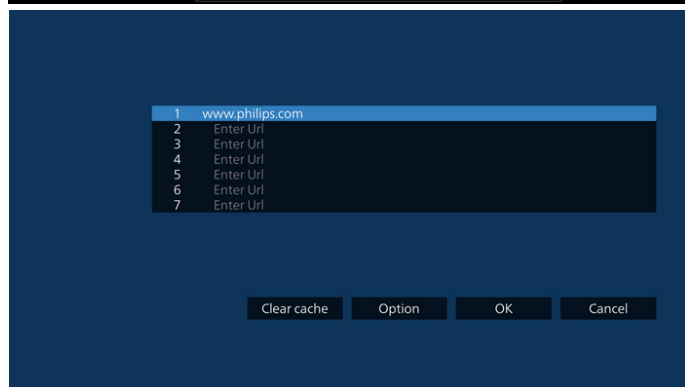 1 www.philips.com
2 Enter Url
3 Enter Url
4 Enter Url
5 Enter Url
6 Enter Url
7 Enter Url
Clear cache Option OK Cancel